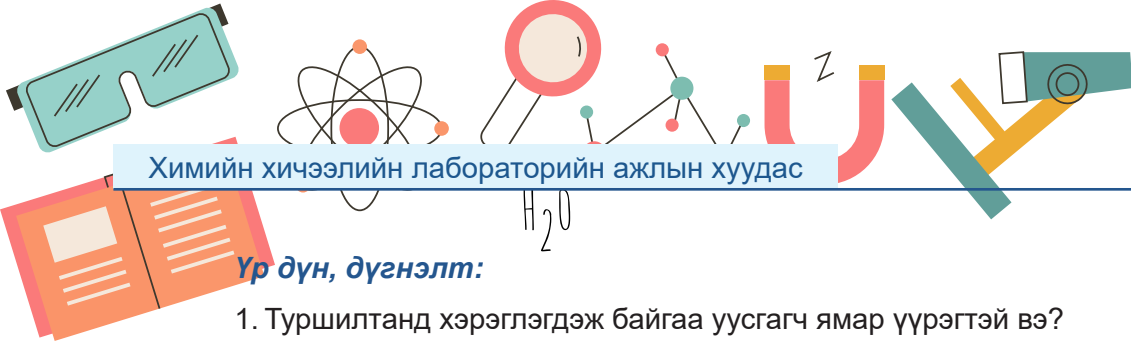 Z
Химийн хичээлийн лабораторийн ажлын хуудас
H2O
Үр дүн, дүгнэлт:
1. Туршилтанд хэрэглэгдэж байгаа уусгагч ямар үүрэгтэй вэ?